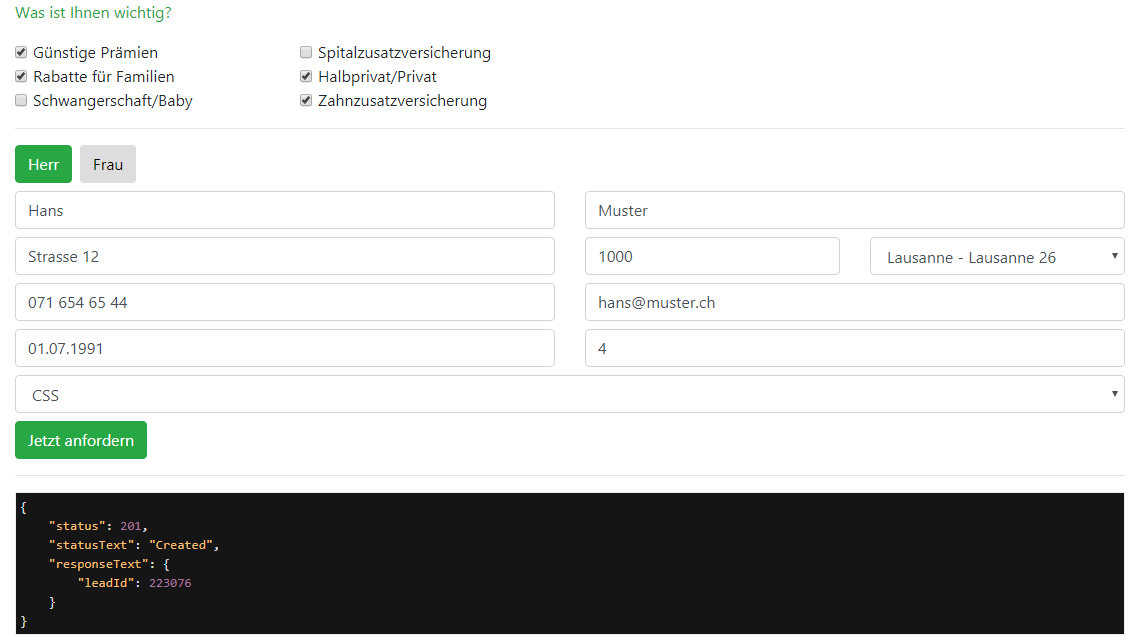 Was ist Ihnen wichtig?
Günstige Prämien Spitalzusatzversicherung
Rabatte für Familien Halbprivat/Privat
Schwangerschaft/Baby Zahnzusatzversicherung
Herr Frau
Hans Muster
Strasse 12 1000 Lausanne - Lausanne 26
071 654 65 44 hans@muster.ch
01.07.1991 4
CSS
Jetzt anfordern
{
"status": 201,
"statusText": "Created",
"responseText": {
"leadId": 223076
}
}